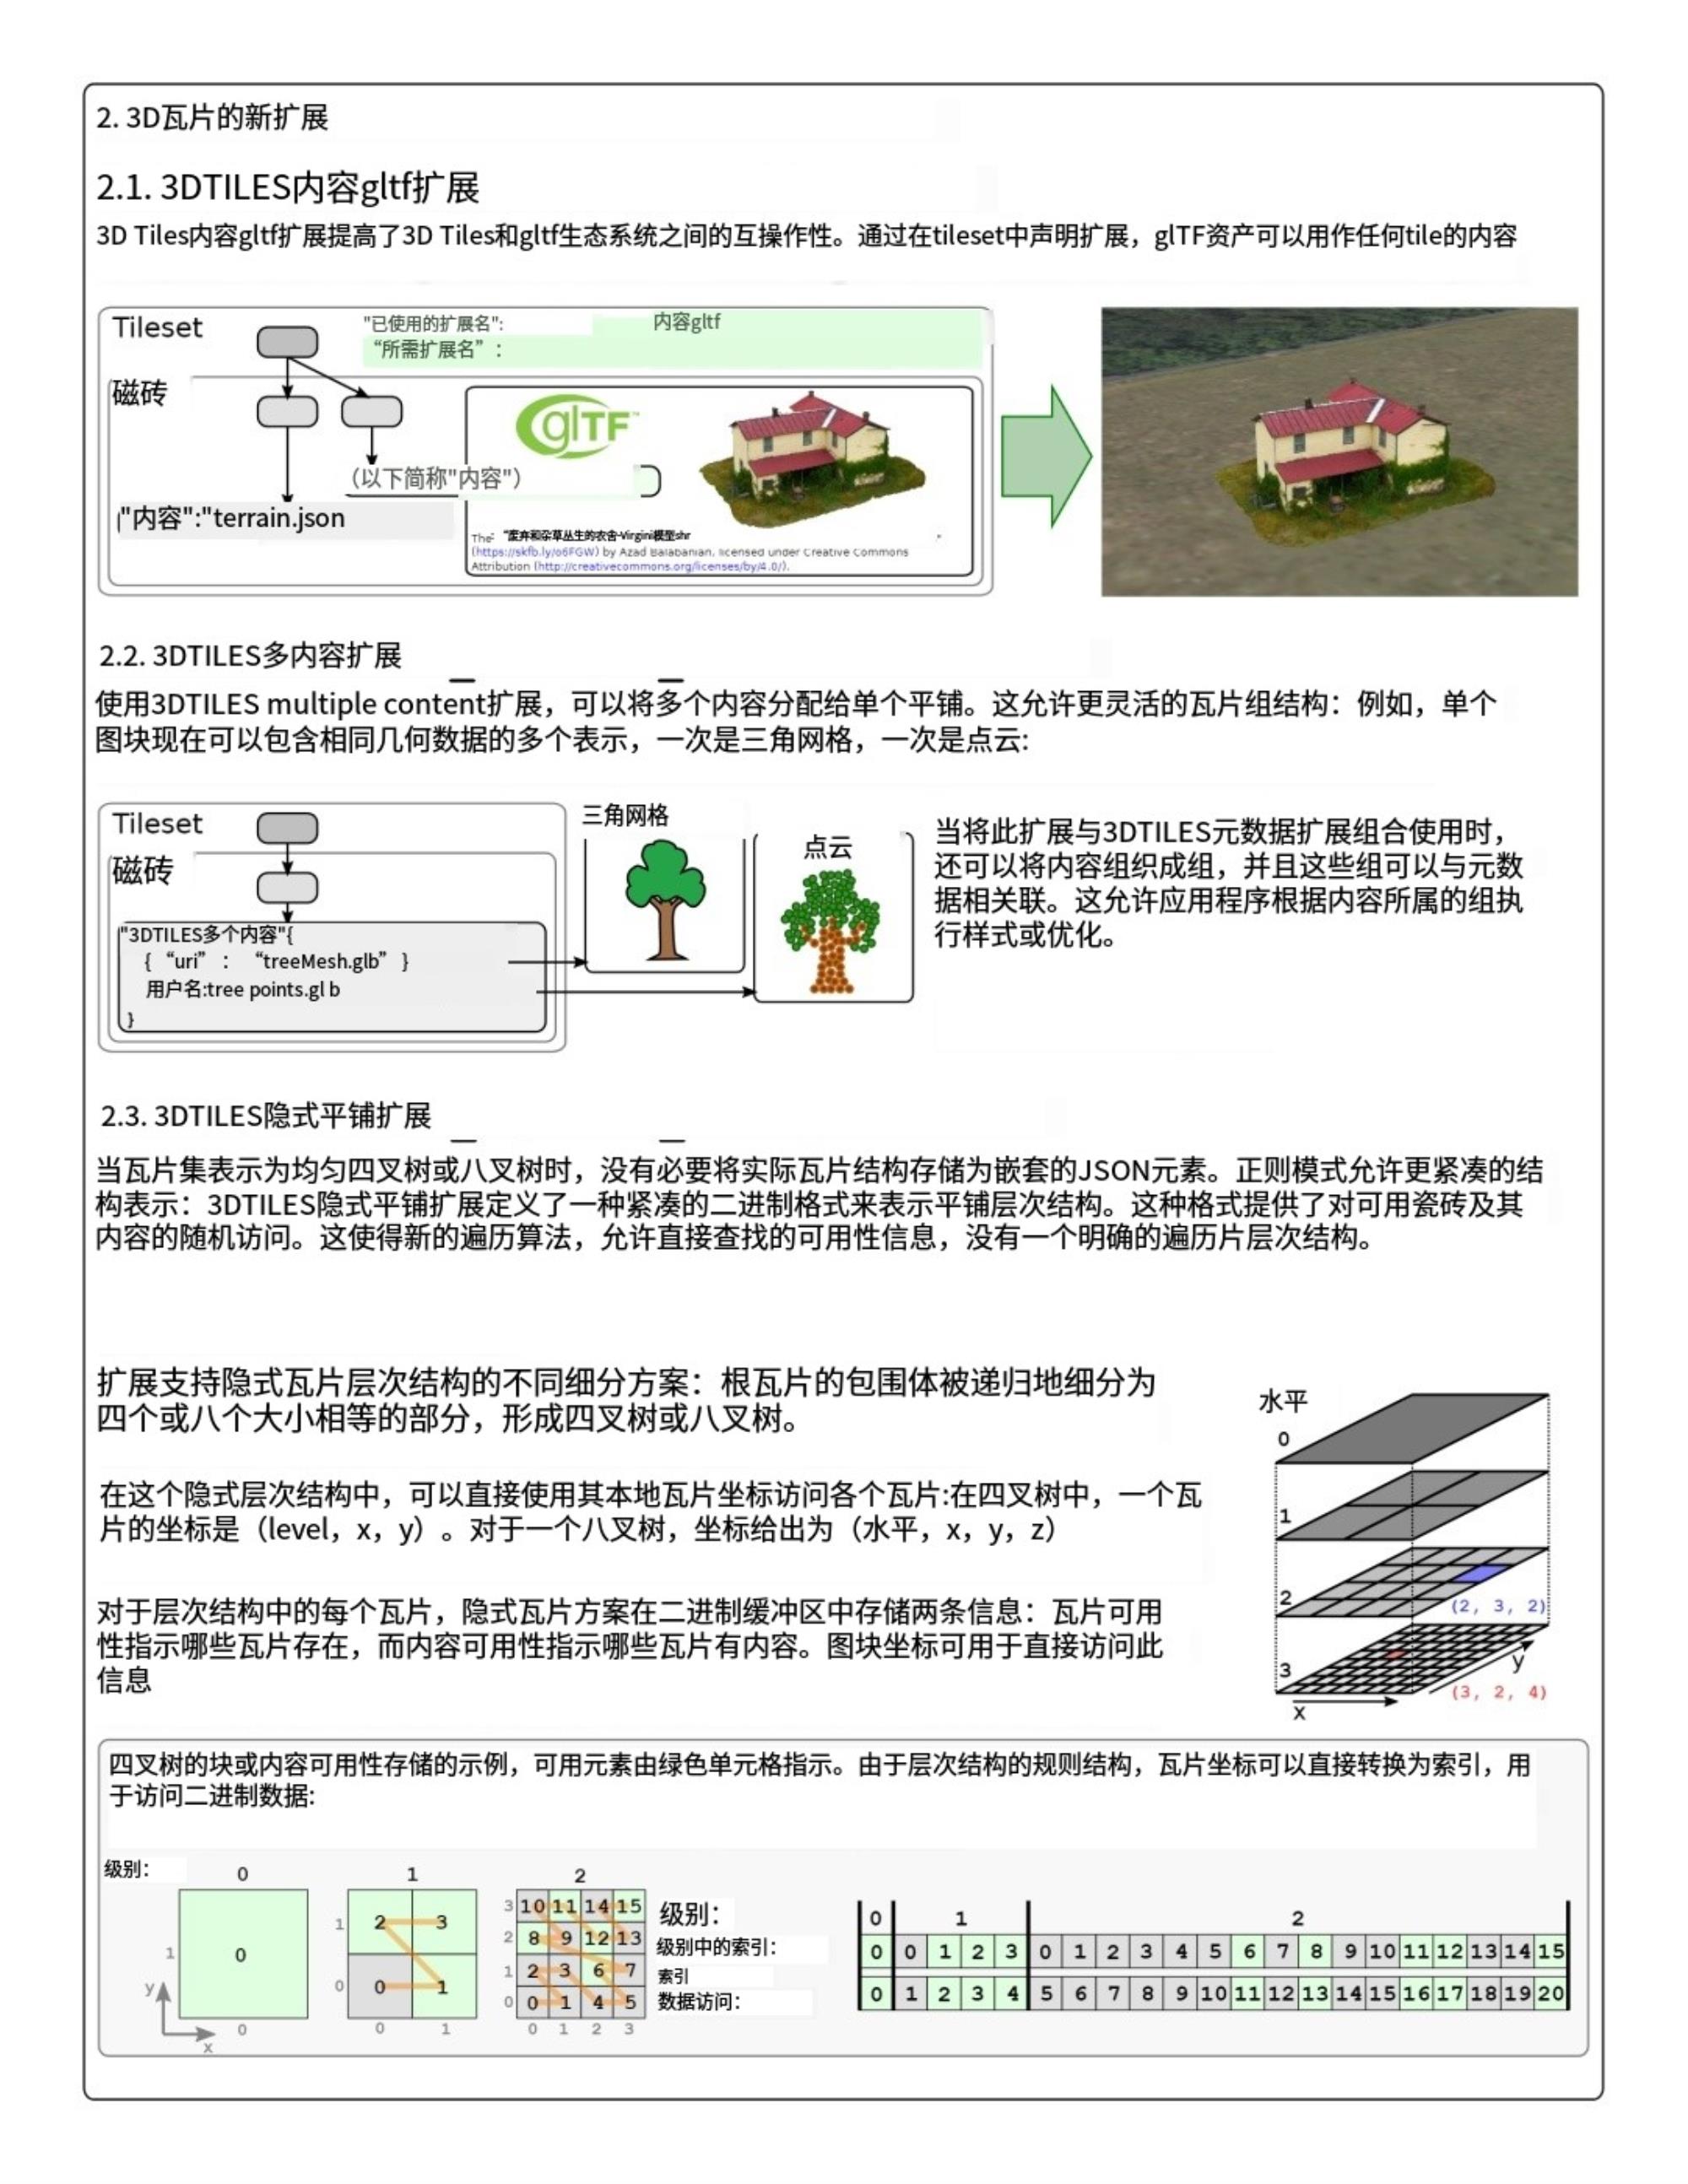 2. 3D瓦片的新扩展
2.1. 3DTILES内容gltf扩展
3D Tiles内容gltf扩展提高了3D Tiles和gltf生态系统之间的互操作性。通过在tileset中声明扩展，glTF资产可以用作任何tile的内容
Tileset
"已使用的扩展名":
内容gltf
“所需扩展名”：
磁砖
glTF™
（以下简称"内容"）
"内容":"terrain.json
The “废弃和杂草丛生的农舍-Virgini模型shr
(https://skfb.ly/o6FGW) by Azad Balabanian, licensed under Creative Commons
Attribution (http://creativecommons.org/licenses/by/4.0/).
2.2. 3DTILES多内容扩展
使用3DTILES multiple content扩展，可以将多个内容分配给单个平铺。这允许更灵活的瓦片组结构：例如，单个
图块现在可以包含相同几何数据的多个表示，一次是三角网格，一次是点云:
Tileset
磁砖
"3DTILES多个内容"{
{ “uri” ： “treeMesh.glb” }
用户名:tree points.gl b
}
三角网格
点云
当将此扩展与3DTILES元数据扩展组合使用时，
还可以将内容组织成组，并且这些组可以与元数
据相关联。这允许应用程序根据内容所属的组执
行样式或优化。
2.3. 3DTILES隐式平铺扩展
当瓦片集表示为均匀四叉树或八叉树时，没有必要将实际瓦片结构存储为嵌套的JSON元素。正则模式允许更紧凑的结
构表示：3DTILES隐式平铺扩展定义了一种紧凑的二进制格式来表示平铺层次结构。这种格式提供了对可用瓷砖及其
内容的随机访问。这使得新的遍历算法，允许直接查找的可用性信息，没有一个明确的遍历片层次结构。
扩展支持隐式瓦片层次结构的不同细分方案：根瓦片的包围体被递归地细分为
四个或八个大小相等的部分，形成四叉树或八叉树。
在这个隐式层次结构中，可以直接使用其本地瓦片坐标访问各个瓦片:在四叉树中，一个瓦
片的坐标是（level，x，y）。对于一个八叉树，坐标给出为（水平，x，y，z）
对于层次结构中的每个瓦片，隐式瓦片方案在二进制缓冲区中存储两条信息：瓦片可用
性指示哪些瓦片存在，而内容可用性指示哪些瓦片有内容。图块坐标可用于直接访问此
信息
水平
0
1
2
(2, 3, 2)
3
y
(3, 2, 4)
x
四叉树的块或内容可用性存储的示例，可用元素由绿色单元格指示。由于层次结构的规则结构，瓦片坐标可以直接转换为索引，用
于访问二进制数据:
级别：
0
1
0
y
x
0
1
1
2 3
0
0 1
0 1
2
3 10 11 14 15
2 8 9 12 13
1 2 3 6 7
0 0 1 4 5
0 1 2 3
级别： 0 1 2
级别中的索引： 0 0 1 2 3 0 1 2 3 4 5 6 7 8 9 10 11 12 13 14 15
索引
数据访问： 0 1 2 3 4 5 6 7 8 9 10 11 12 13 14 15 16 17 18 19 20